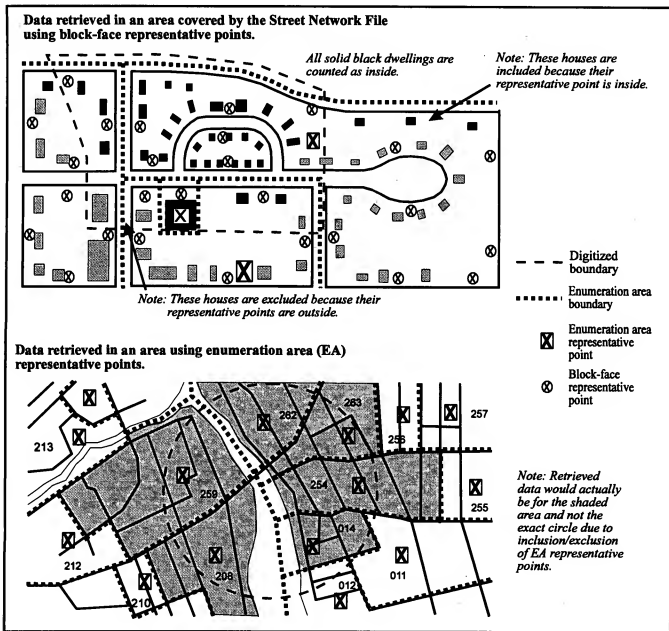 Data retrieved in an area covered by the Street Network File
using block-face representative points.
All solid black dwellings are
counted as inside.
Note: These houses are
included because their
representative point is inside.
Note: These houses are excluded because their
representative points are outside.
Digitized
boundary
Enumeration area
boundary
Enumeration area
representative
point
Block-face
representative
point
Data retrieved in an area using enumeration area (EA)
representative points.
213
262
263
256
257
259
254
255
014
212
208
210
012
011
Note: Retrieved
data would actually
be for the shaded
area and not the
exact circle due to
inclusion/exclusion
of EA representative
points.